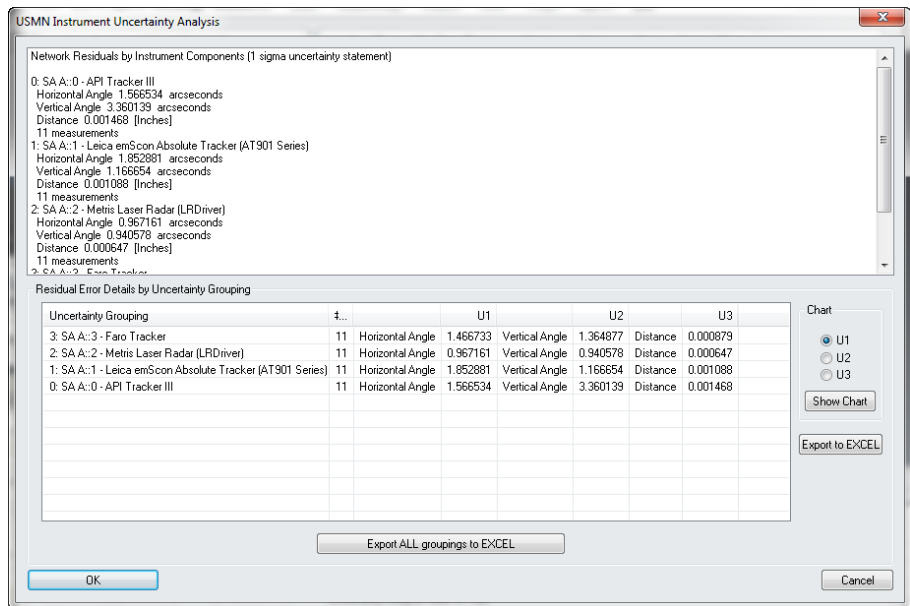 USMN Instrument Uncertainty Analysis
Network Residuals by Instrument Components (1 sigma uncertainty statement)
0: SA A::0 - API Tracker III
Horizontal Angle 1.566534 arcseconds
Vertical Angle 3.360139 arcseconds
Distance 0.001468 [Inches]
11 measurements
1: SA A::1 - Leica emScon Absolute Tracker (AT901 Series)
Horizontal Angle 1.852881 arcseconds
Vertical Angle 1.166654 arcseconds
Distance 0.001088 [Inches]
11 measurements
2: SA A::2 - Metris Laser Radar (LRDriver)
Horizontal Angle 0.967161 arcseconds
Vertical Angle 0.940578 arcseconds
Distance 0.000647 [Inches]
11 measurements
3: SA A::3 - Faro Tracker
Residual Error Details by Uncertainty Grouping
Uncertainty Grouping ‡... U1 U2 U3
3: SA A::3 - Faro Tracker 11 Horizontal Angle 1.466733 Vertical Angle 1.364877 Distance 0.000879
2: SA A::2 - Metris Laser Radar (LRDriver) 11 Horizontal Angle 0.967161 Vertical Angle 0.940578 Distance 0.000647
1: SA A::1 - Leica emScon Absolute Tracker (AT901 Series) 11 Horizontal Angle 1.852881 Vertical Angle 1.166654 Distance 0.001088
0: SA A::0 - API Tracker III 11 Horizontal Angle 1.566534 Vertical Angle 3.360139 Distance 0.001468
Chart
U1
U2
U3
Show Chart
Export to EXCEL
Export ALL groupings to EXCEL
OK
Cancel